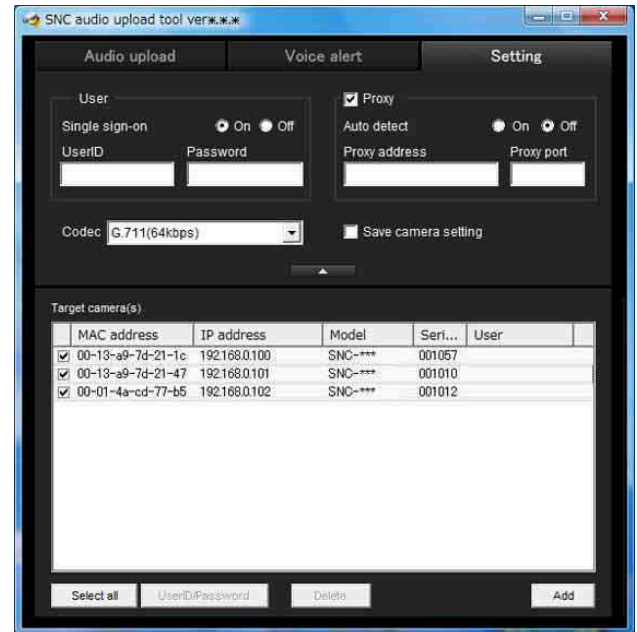 SNC audio upload tool ver*.*.*
Audio upload Voice alert Setting
User Proxy
Single sign-on On Off Auto detect On Off
UserID Password Proxy address Proxy port
Codec G.711(64kbps) Save camera setting
Target camera(s)
MAC address IP address Model Seri... User
00-13-a9-7d-21-1c 192.168.0.100 SNC-*** 001057
00-13-a9-7d-21-47 192.168.0.101 SNC-*** 001010
00-01-4a-cd-77-b5 192.168.0.102 SNC-*** 001012
Select all UserID/Password Delete Add